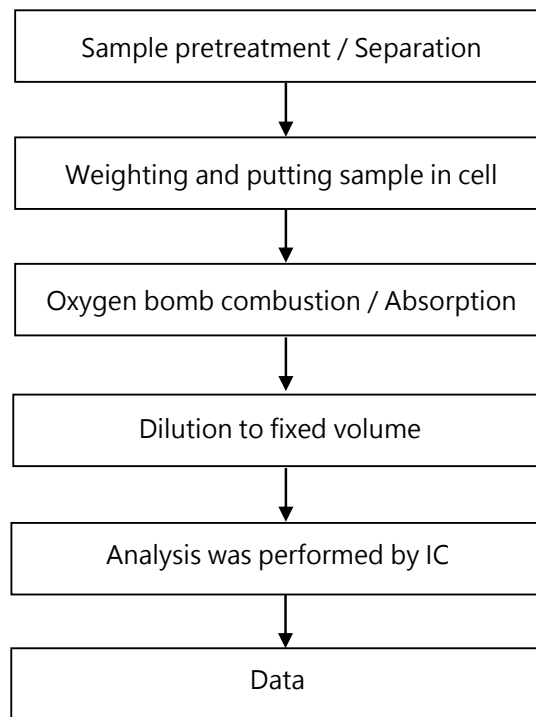 Sample pretreatment / Separation
Weighting and putting sample in cell
Oxygen bomb combustion / Absorption
Dilution to fixed volume
Analysis was performed by IC
Data